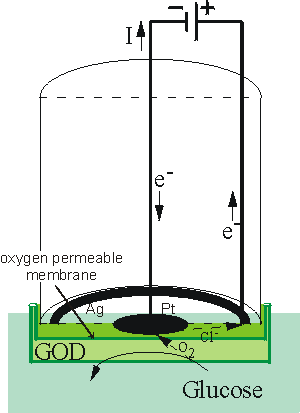 - +
I
e-
e-
oxygen permeable
membrane
Ag
Pt
Cl-
O2
GOD
Glucose